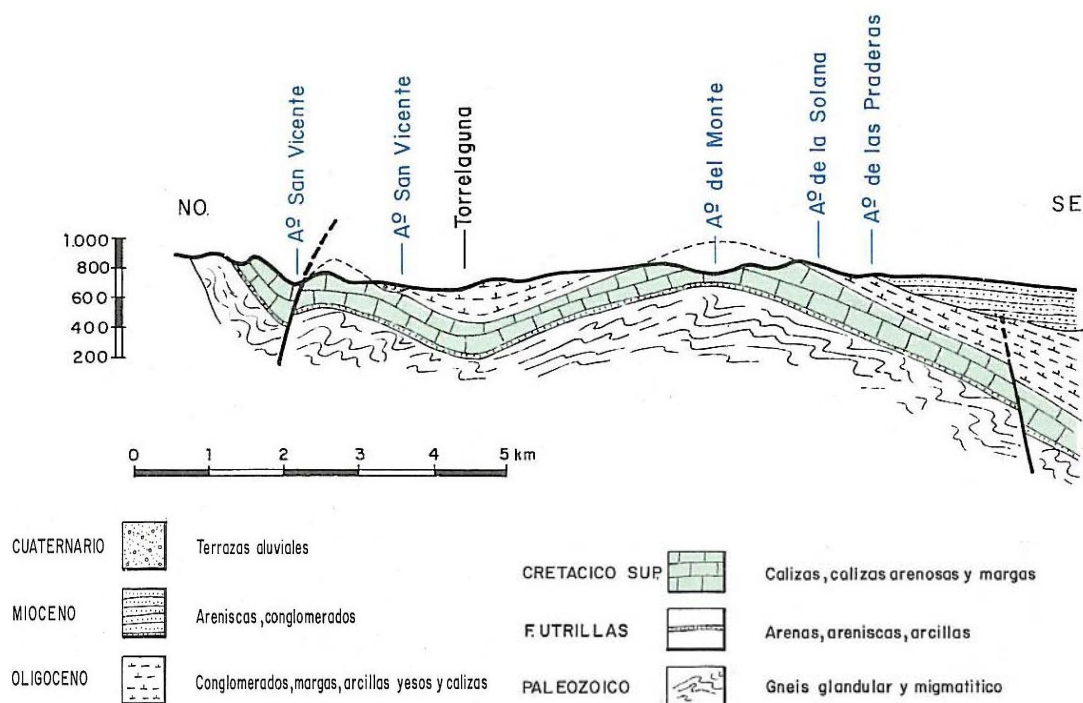 Aº San Vicente
Aº San Vicente
Torrelaguna
Aº del Monte
Aº de la Solana
Aº de las Praderas
NO.
SE
1.000
800
600
400
200
0 1 2 3 4 5 km
CUATERNARIO
Terrazas aluviales
MIOCENO
Areniscas, conglomerados
OLIGOCENO
Conglomerados, margas, arcillas yesos y calizas
CRETACICO SUP.
Calizas, calizas arenosas y margas
F. UTRILLAS
Arenas, areniscas, arcillas
PALEOZOICO
Gneis glandular y migmatitico